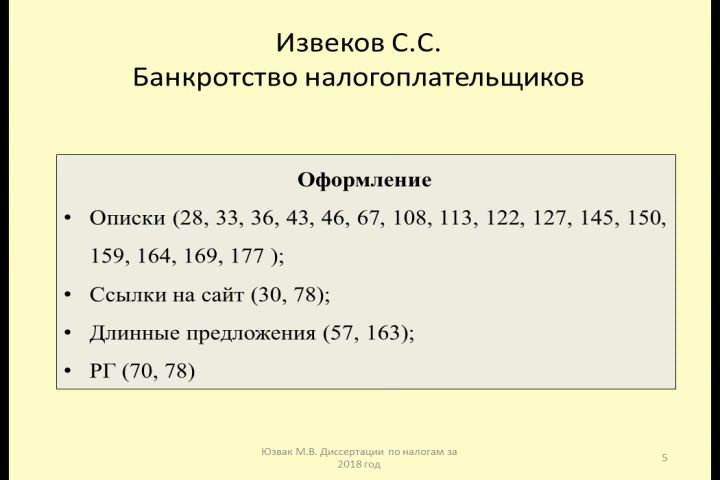 Извеков С.С.
Банкротство налогоплательщиков
Оформление
• Описки (28, 33, 36, 43, 46, 67, 108, 113, 122, 127, 145, 150,
159, 164, 169, 177 );
• Ссылки на сайт (30, 78);
• Длинные предложения (57, 163);
• РГ (70, 78)
Юзвак М.В. Диссертации по налогам за
2018 год
5